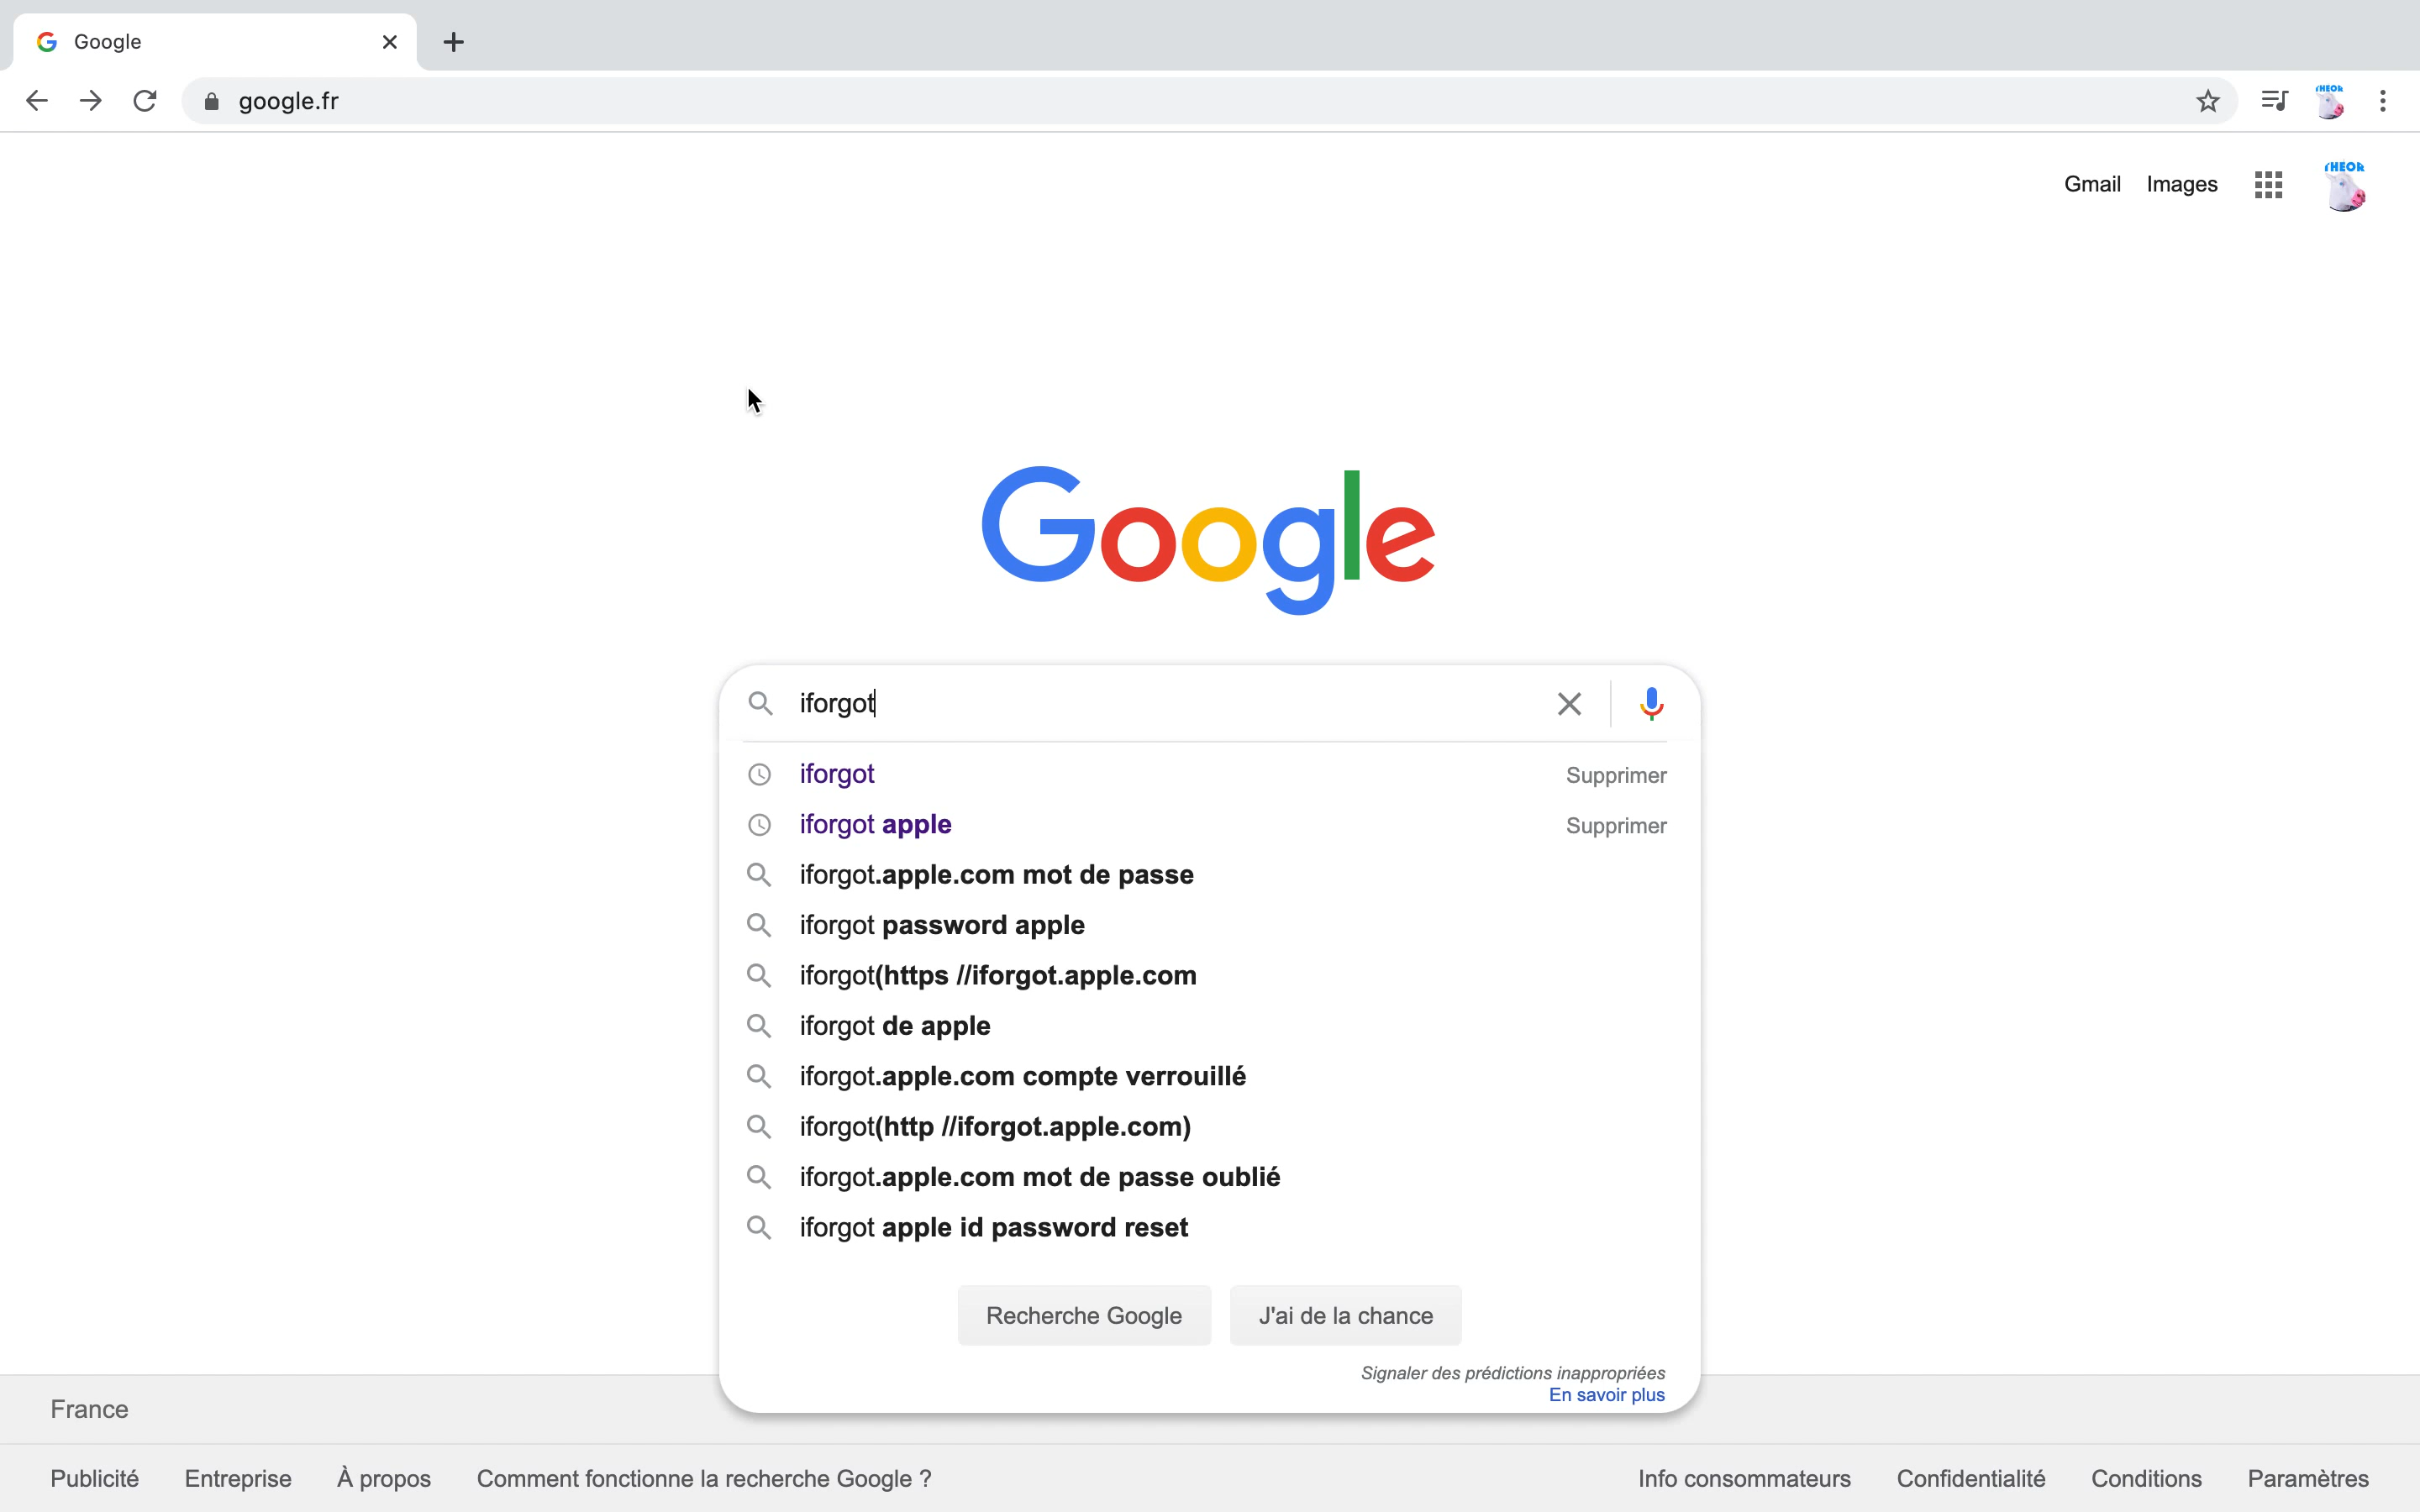 Google
google.fr
Gmail Images
Google
iforgot
iforgot Supprimer
iforgot apple Supprimer
iforgot.apple.com mot de passe
iforgot password apple
iforgot(https //iforgot.apple.com
iforgot de apple
iforgot.apple.com compte verrouillé
iforgot(http //iforgot.apple.com)
iforgot.apple.com mot de passe oublié
iforgot apple id password reset
Recherche Google J'ai de la chance
Signaler des prédictions inappropriées
En savoir plus
France
Publicité Entreprise À propos Comment fonctionne la recherche Google ? Info consommateurs Confidentialité Conditions Paramètres